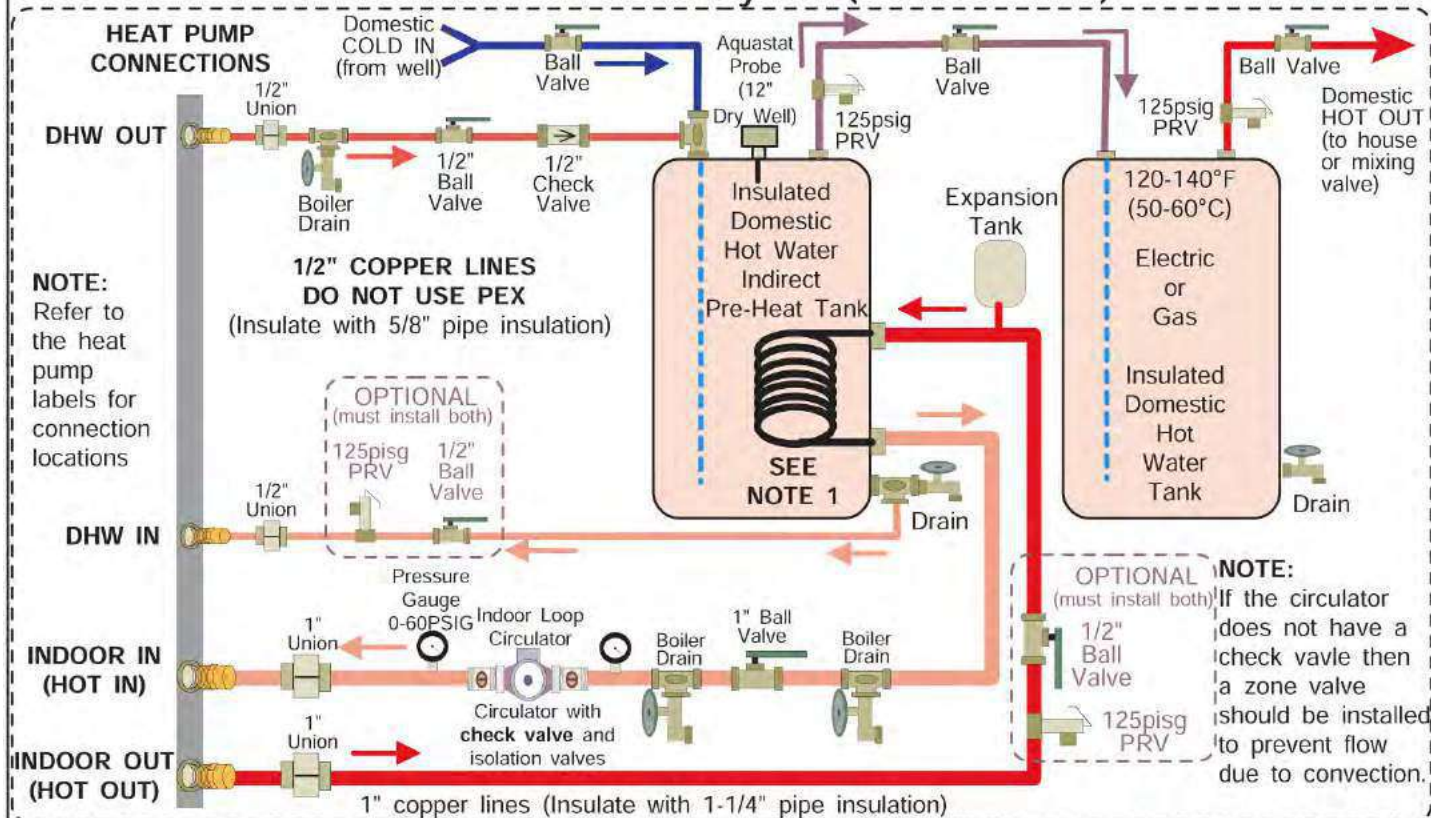 HEAT PUMP
CONNECTIONS
Domestic
COLD IN
(from well)
Ball
Valve
Aquastat
Probe
(12"
Dry Well)
125psig
PRV
Ball
Valve
Ball Valve
125psig
PRV
Domestic
HOT OUT
(to house
or mixing
valve)
1/2"
Union
DHW OUT
Boiler
Drain
1/2"
Ball
Valve
1/2"
Check
Valve
1/2" COPPER LINES
DO NOT USE PEX
(Insulate with 5/8" pipe insulation)
NOTE:
Refer to
the heat
pump
labels for
connection
locations
Insulated
Domestic
Hot Water
Indirect
Pre-Heat Tank
SEE
NOTE 1
Expansion
Tank
120-140°F
(50-60°C)
Electric
or
Gas
Insulated
Domestic
Hot
Water
Tank
Drain
Drain
OPTIONAL
(must install both)
125pisg
PRV
1/2"
Ball
Valve
1/2"
Union
DHW IN
Pressure
Gauge
0-60PSIG
Indoor Loop
Circulator
1"
Union
INDOOR IN
(HOT IN)
Boiler
Drain
1" Ball
Valve
Boiler
Drain
Circulator with
check valve and
isolation valves
1"
Union
INDOOR OUT
(HOT OUT)
1" copper lines (Insulate with 1-1/4" pipe insulation)
OPTIONAL
(must install both)
1/2"
Ball
Valve
125pisg
PRV
NOTE:
If the circulator
does not have a
check vavle then
a zone valve
should be installed
to prevent flow
due to convection.